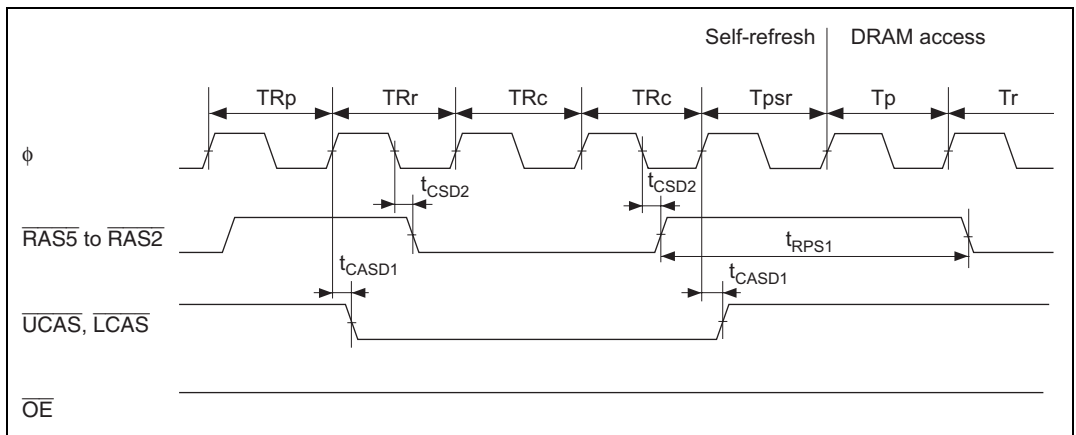 Self-refresh DRAM access
TRp TRr TRc TRc Tpsr Tp Tr
ϕ
tCSD2 tCSD2
RAS5 to RAS2
tRPS1
tCASD1 tCASD1
UCAS, LCAS
OE